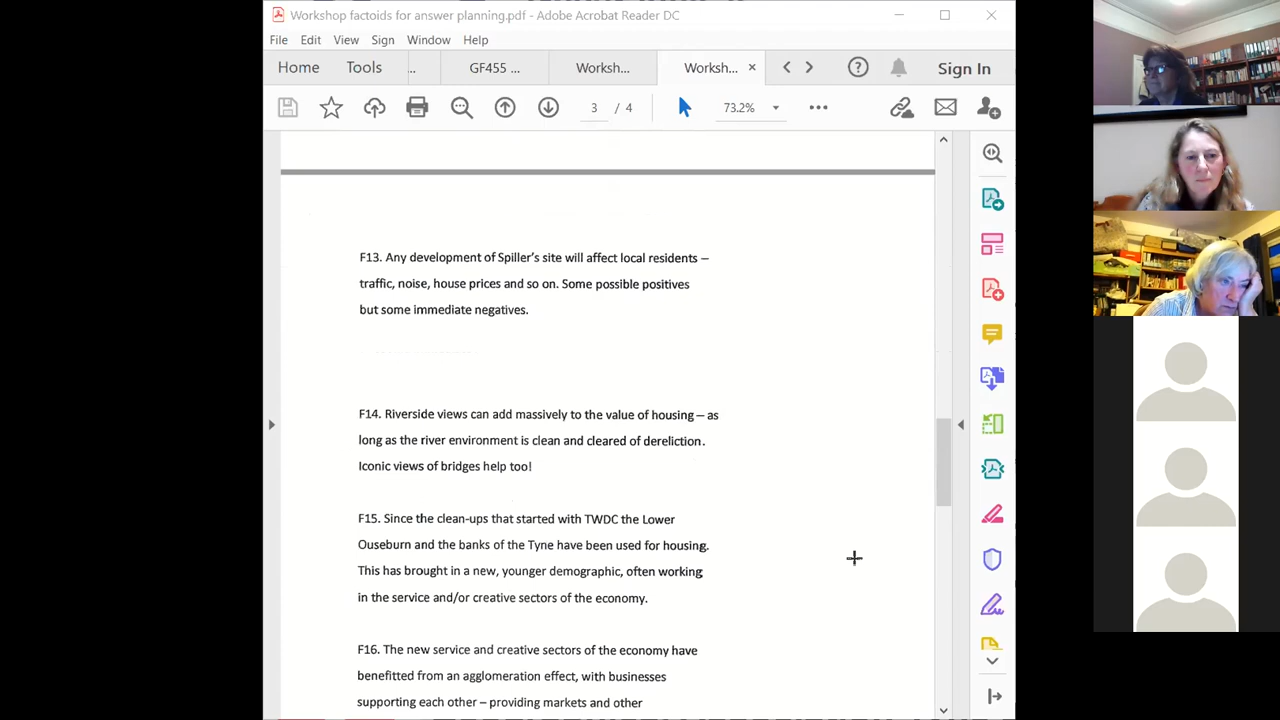 Workshop factoids for answer planning.pdf - Adobe Acrobat Reader DC
File Edit View Sign Window Help
Home Tools ... GF455 ... Worksh... Worksh... × Sign In
3 / 4 73.2%
F13. Any development of Spiller's site will affect local residents –
traffic, noise, house prices and so on. Some possible positives
but some immediate negatives.
F14. Riverside views can add massively to the value of housing – as
long as the river environment is clean and cleared of dereliction.
Iconic views of bridges help too!
F15. Since the clean-ups that started with TWDC the Lower
Ouseburn and the banks of the Tyne have been used for housing.
This has brought in a new, younger demographic, often working
in the service and/or creative sectors of the economy.
F16. The new service and creative sectors of the economy have
benefitted from an agglomeration effect, with businesses
supporting each other – providing markets and other